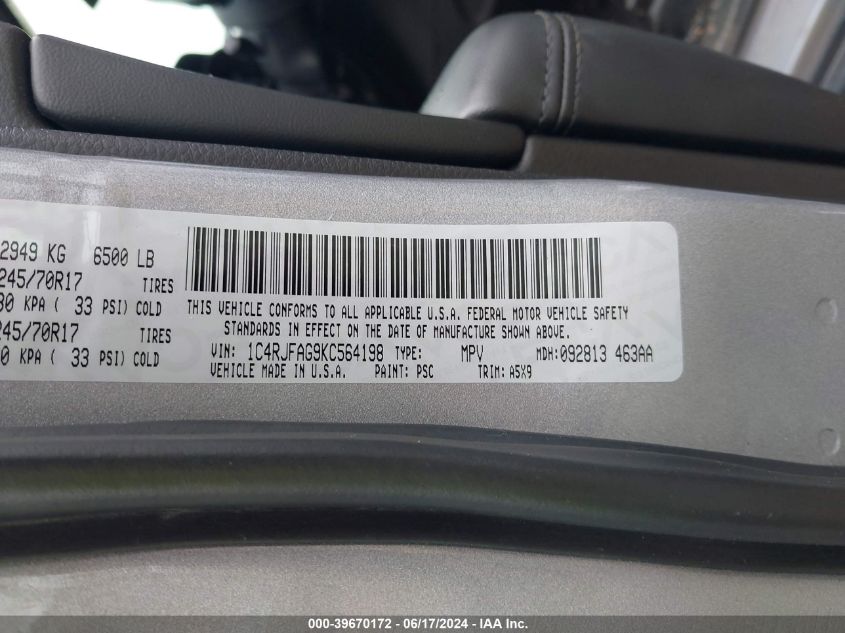 2949 KG 6500 LB
245/70R17 TIRES
30 KPA ( 33 PSI) COLD
245/70R17 TIRES
0 KPA ( 33 PSI) COLD
THIS VEHICLE CONFORMS TO ALL APPLICABLE U.S.A. FEDERAL MOTOR VEHICLE SAFETY
STANDARDS IN EFFECT ON THE DATE OF MANUFACTURE SHOWN ABOVE.
VIN: 1C4RJFAG9KC564198 TYPE: MPV MDH:092813 463AA
VEHICLE MADE IN U.S.A. PAINT: PSC TRIM: A5X9
000-39670172 - 06/17/2024 - IAA Inc.